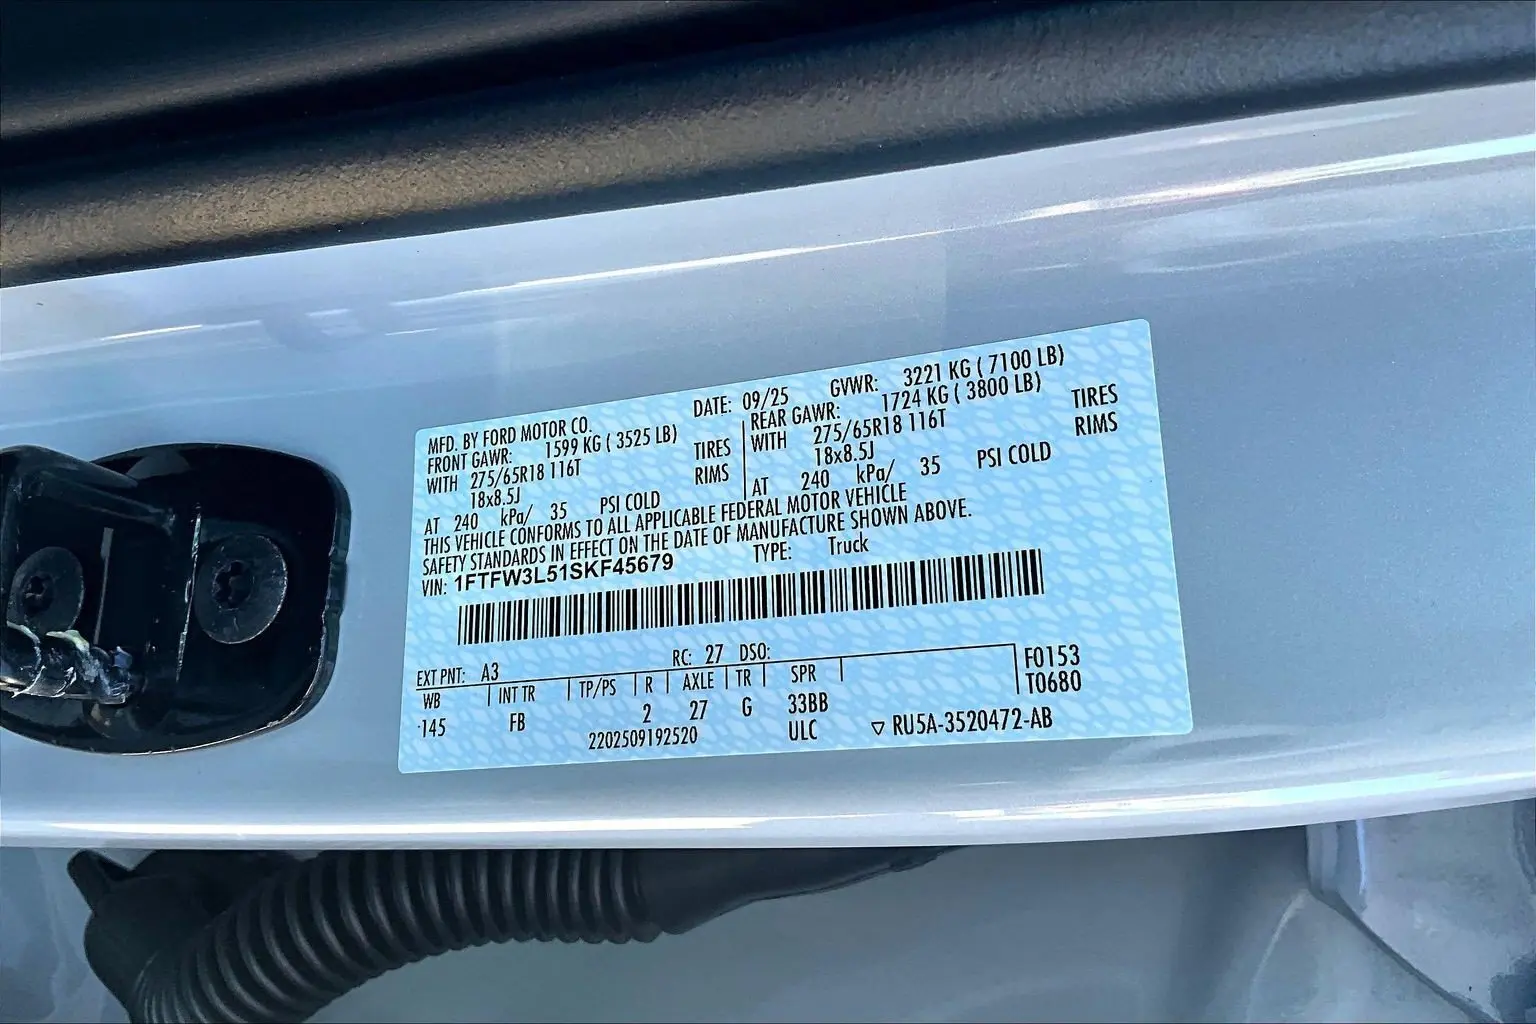 MFD. BY FORD MOTOR CO. DATE: 09/25 GVWR: 3221 KG ( 7100 LB)
FRONT GAWR: 1599 KG ( 3525 LB) REAR GAWR: 1724 KG ( 3800 LB)
WITH 275/65R18 116T TIRES WITH 275/65R18 116T TIRES
18x8.5J RIMS 18x8.5J RIMS
AT 240 kPa/ 35 PSI COLD AT 240 kPa/ 35 PSI COLD
THIS VEHICLE CONFORMS TO ALL APPLICABLE FEDERAL MOTOR VEHICLE
SAFETY STANDARDS IN EFFECT ON THE DATE OF MANUFACTURE SHOWN ABOVE.
VIN: 1FTFW3L51SKF45679 TYPE: Truck
EXT PNT: A3 RC: 27 DSO: F0153
WB INT TR TP/PS R AXLE TR SPR T0680
·145 FB 2 27 G 33BB
2202509192520 ULC ▽ RU5A-3520472-AB